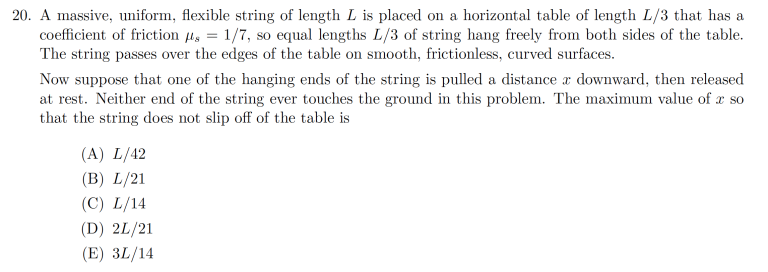 20. A massive, uniform, flexible string of length L is placed on a horizontal table of length L/3 that has a
coefficient of friction μs = 1/7, so equal lengths L/3 of string hang freely from both sides of the table.
The string passes over the edges of the table on smooth, frictionless, curved surfaces.
Now suppose that one of the hanging ends of the string is pulled a distance x downward, then released
at rest. Neither end of the string ever touches the ground in this problem. The maximum value of x so
that the string does not slip off of the table is
(A) L/42
(B) L/21
(C) L/14
(D) 2L/21
(E) 3L/14